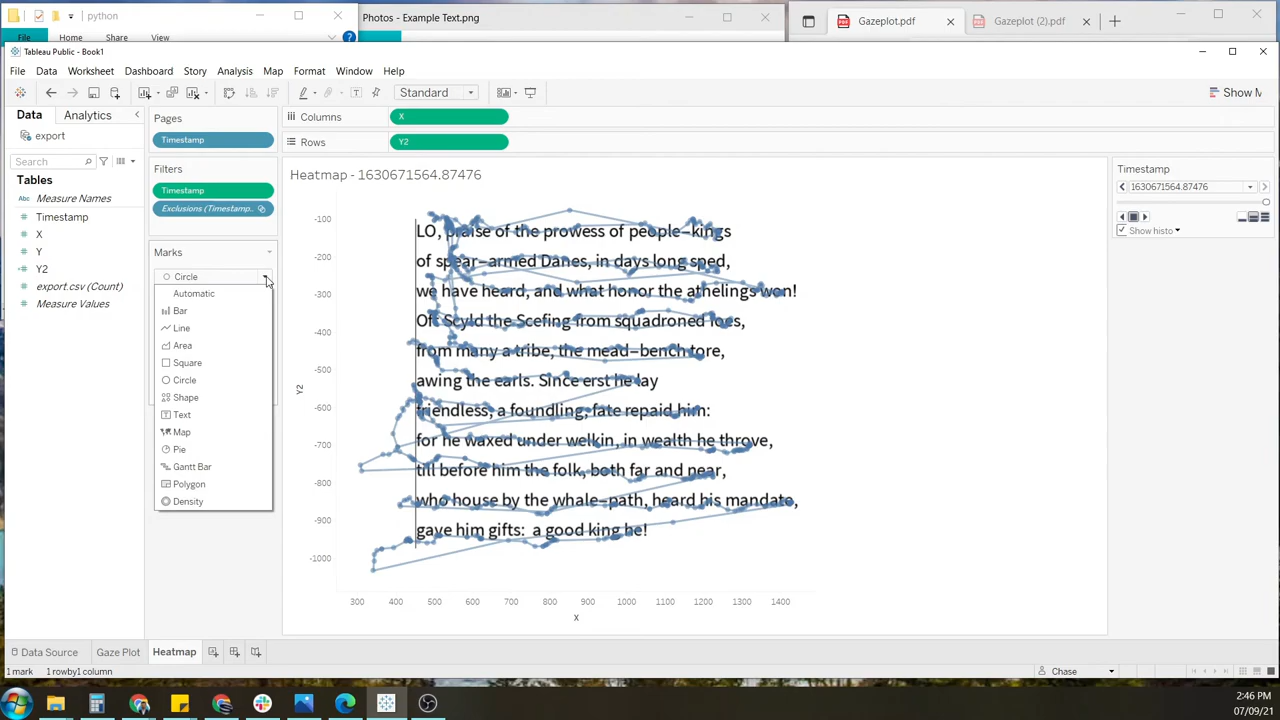 python
Photos - Example Text.png
Gazeplot.pdf
Gazeplot (2).pdf
File
Home
Share
View
Tableau Public - Book1
File Data Worksheet Dashboard Story Analysis Map Format Window Help
Standard
Show M
Data
Analytics
export
Search
Tables
Abc Measure Names
Timestamp
X
Y
Y2
export.csv (Count)
Measure Values
Pages
Timestamp
Filters
Timestamp
Exclusions (Timestamp..
Marks
Circle
Automatic
Bar
Line
Area
Square
Circle
Shape
Text
Map
Pie
Gantt Bar
Polygon
Density
Columns
X
Rows
Y2
Heatmap - 1630671564.87476
LO, praise of the prowess of people-kings
of spear-armed Danes, in days long sped,
we have heard, and what honor the athelings won!
Oft Scyld the Scefing from squadroned foes,
from many a tribe, the mead-bench tore,
awing the earls. Since erst he lay
friendless, a foundling, fate repaid him:
for he waxed under welkin, in wealth he throve,
till before him the folk, both far and near,
who house by the whale-path, heard his mandate,
gave him gifts: a good king he!
-100
-200
-300
-400
-500
-600
-700
-800
-900
-1000
Y2
300 400 500 600 700 800 900 1000 1100 1200 1300 1400
X
Timestamp
1630671564.87476
Show histo
Data Source
Gaze Plot
Heatmap
1 mark
1 row by 1 column
Chase
2:46 PM
07/09/21